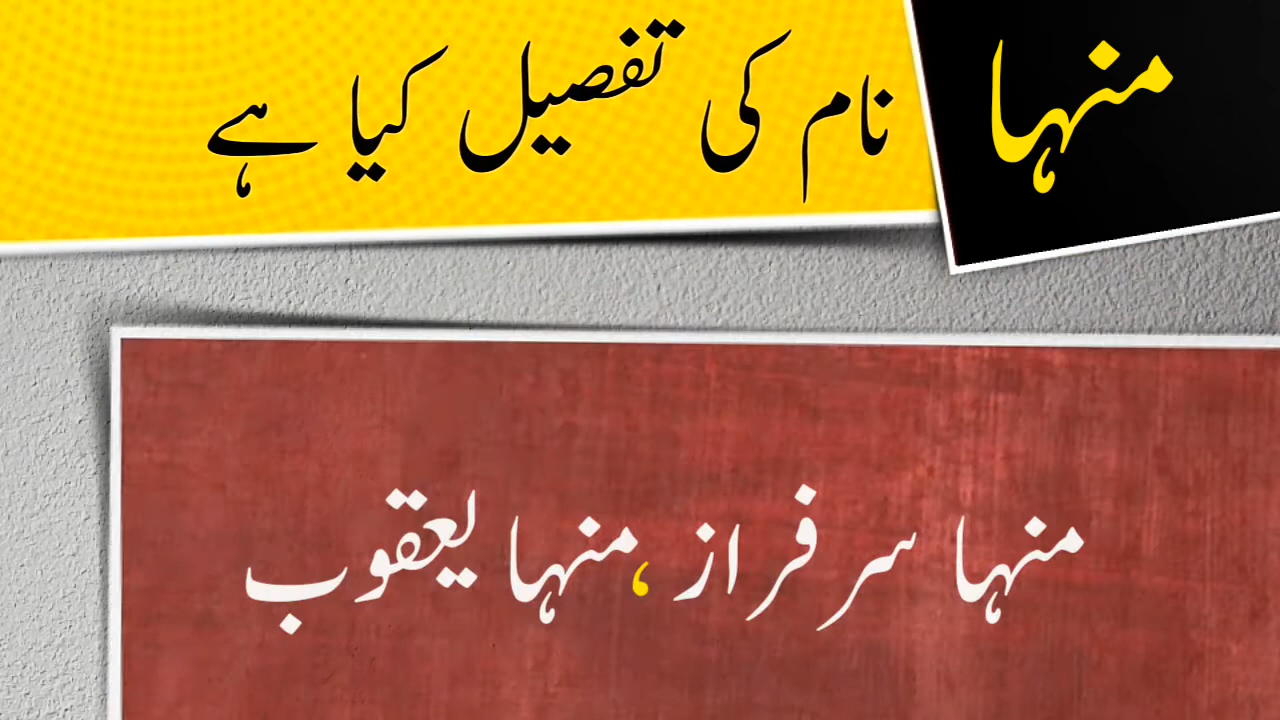 منہا نام کی تفصیل کیا ہے
منہا سرفراز ،منہا یعقوب